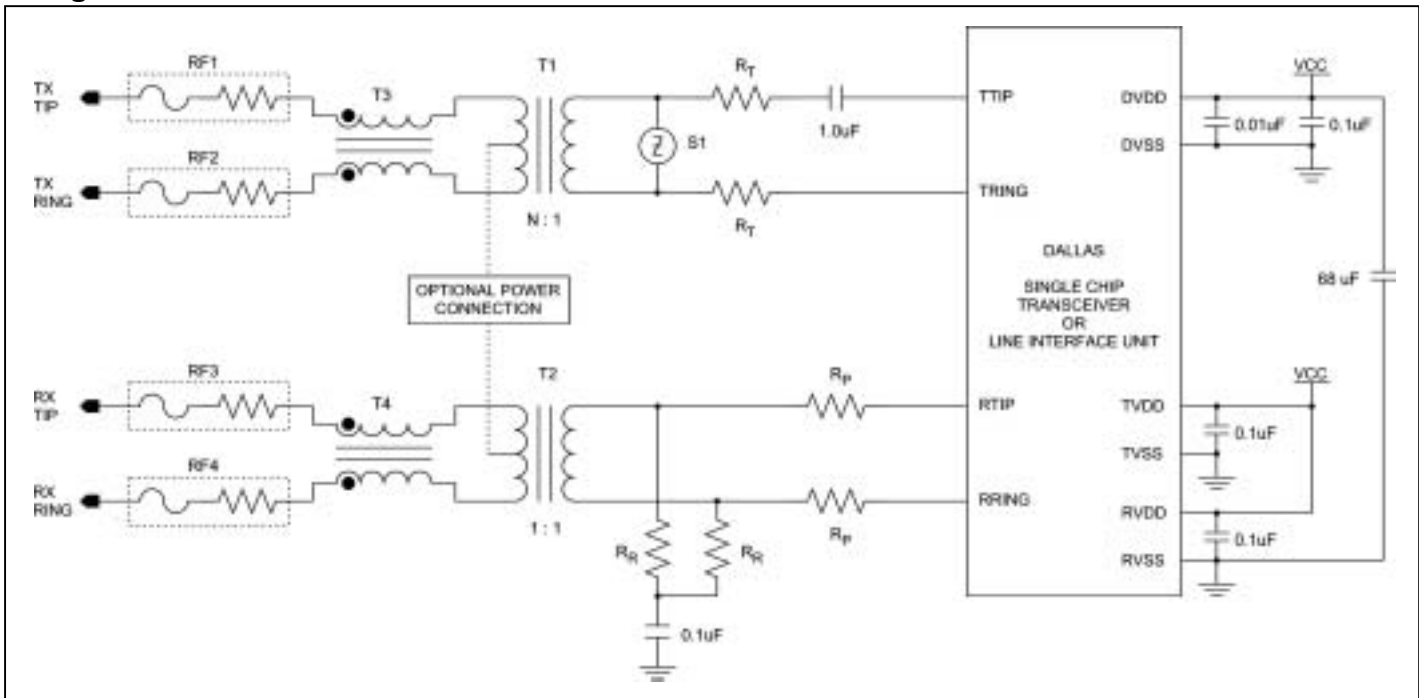 RF1
TX
TIP
T3
T1
R_T
1.0uF
TTIP
DVDD
VCC
0.01uF
0.1uF
DVSS
RF2
TX
RING
S1
N : 1
R_T
TRING
DALLAS
SINGLE CHIP
TRANSCEIVER
OR
LINE INTERFACE UNIT
68 uF
OPTIONAL POWER
CONNECTION
RF3
RX
TIP
T4
T2
R_P
RTIP
TVDD
VCC
0.1uF
TVSS
RF4
RX
RING
1 : 1
R_P
RRING
RVDD
0.1uF
RVSS
R_R
R_R
0.1uF